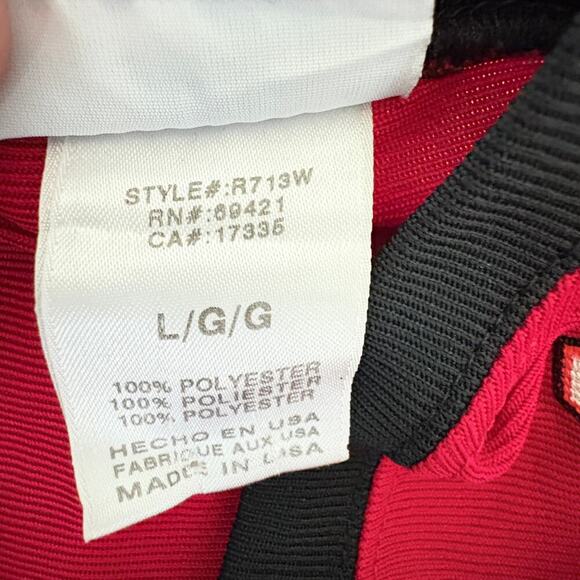 STYLE#:R713W
RN#:69421
CA#:17335
L/G/G
100% POLYESTER
100% POLIESTER
100% POLYESTER
HECHO EN USA
FABRIQUE AUX USA
MADE IN USA